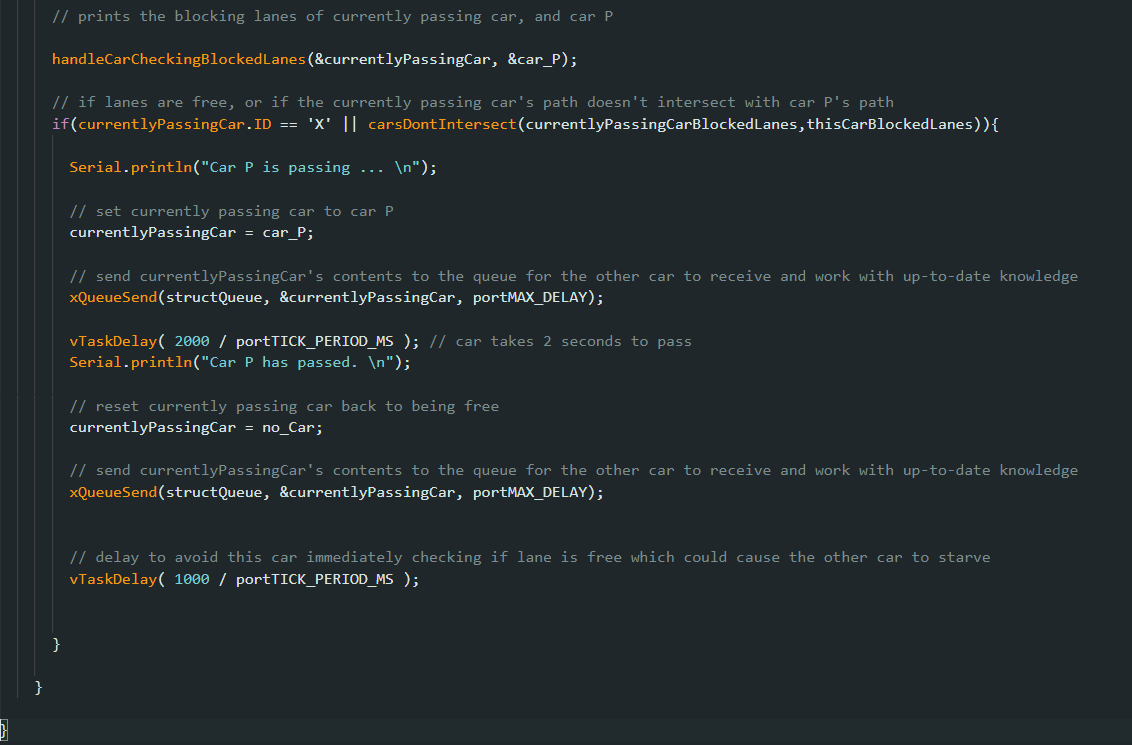 // prints the blocking lanes of currently passing car, and car P
handleCarCheckingBlockedLanes(&currentlyPassingCar, &car_P);
// if lanes are free, or if the currently passing car's path doesn't intersect with car P's path
if(currentlyPassingCar.ID == 'X' || carsDontIntersect(currentlyPassingCarBlockedLanes,thisCarBlockedLanes)){
Serial.println("Car P is passing ... \n");
// set currently passing car to car P
currentlyPassingCar = car_P;
// send currentlyPassingCar's contents to the queue for the other car to receive and work with up-to-date knowledge
xQueueSend(structQueue, &currentlyPassingCar, portMAX_DELAY);
vTaskDelay( 2000 / portTICK_PERIOD_MS ); // car takes 2 seconds to pass
Serial.println("Car P has passed. \n");
// reset currently passing car back to being free
currentlyPassingCar = no_Car;
// send currentlyPassingCar's contents to the queue for the other car to receive and work with up-to-date knowledge
xQueueSend(structQueue, &currentlyPassingCar, portMAX_DELAY);
// delay to avoid this car immediately checking if lane is free which could cause the other car to starve
vTaskDelay( 1000 / portTICK_PERIOD_MS );
}
}
}